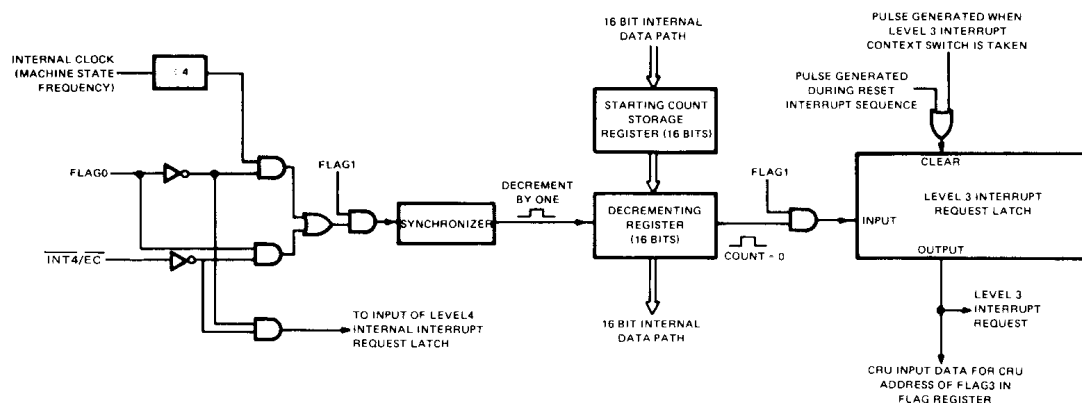 16 BIT INTERNAL
DATA PATH
PULSE GENERATED WHEN
LEVEL 3 INTERRUPT
CONTEXT SWITCH IS TAKEN
INTERNAL CLOCK
(MACHINE STATE
FREQUENCY)
4
PULSE GENERATED
DURING RESET
INTERRUPT SEQUENCE
STARTING COUNT
STORAGE
REGISTER (16 BITS)
FLAG0
FLAG1
DECREMENT
BY ONE
SYNCHRONIZER
DECREMENTING
REGISTER
(16 BITS)
COUNT = 0
FLAG1
CLEAR
LEVEL 3 INTERRUPT
REQUEST LATCH
INPUT
OUTPUT
INT4/EC
TO INPUT OF LEVEL4
INTERNAL INTERRUPT
REQUEST LATCH
16 BIT INTERNAL
DATA PATH
LEVEL 3
INTERRUPT
REQUEST
CRU INPUT DATA FOR CRU
ADDRESS OF FLAG3 IN
FLAG REGISTER